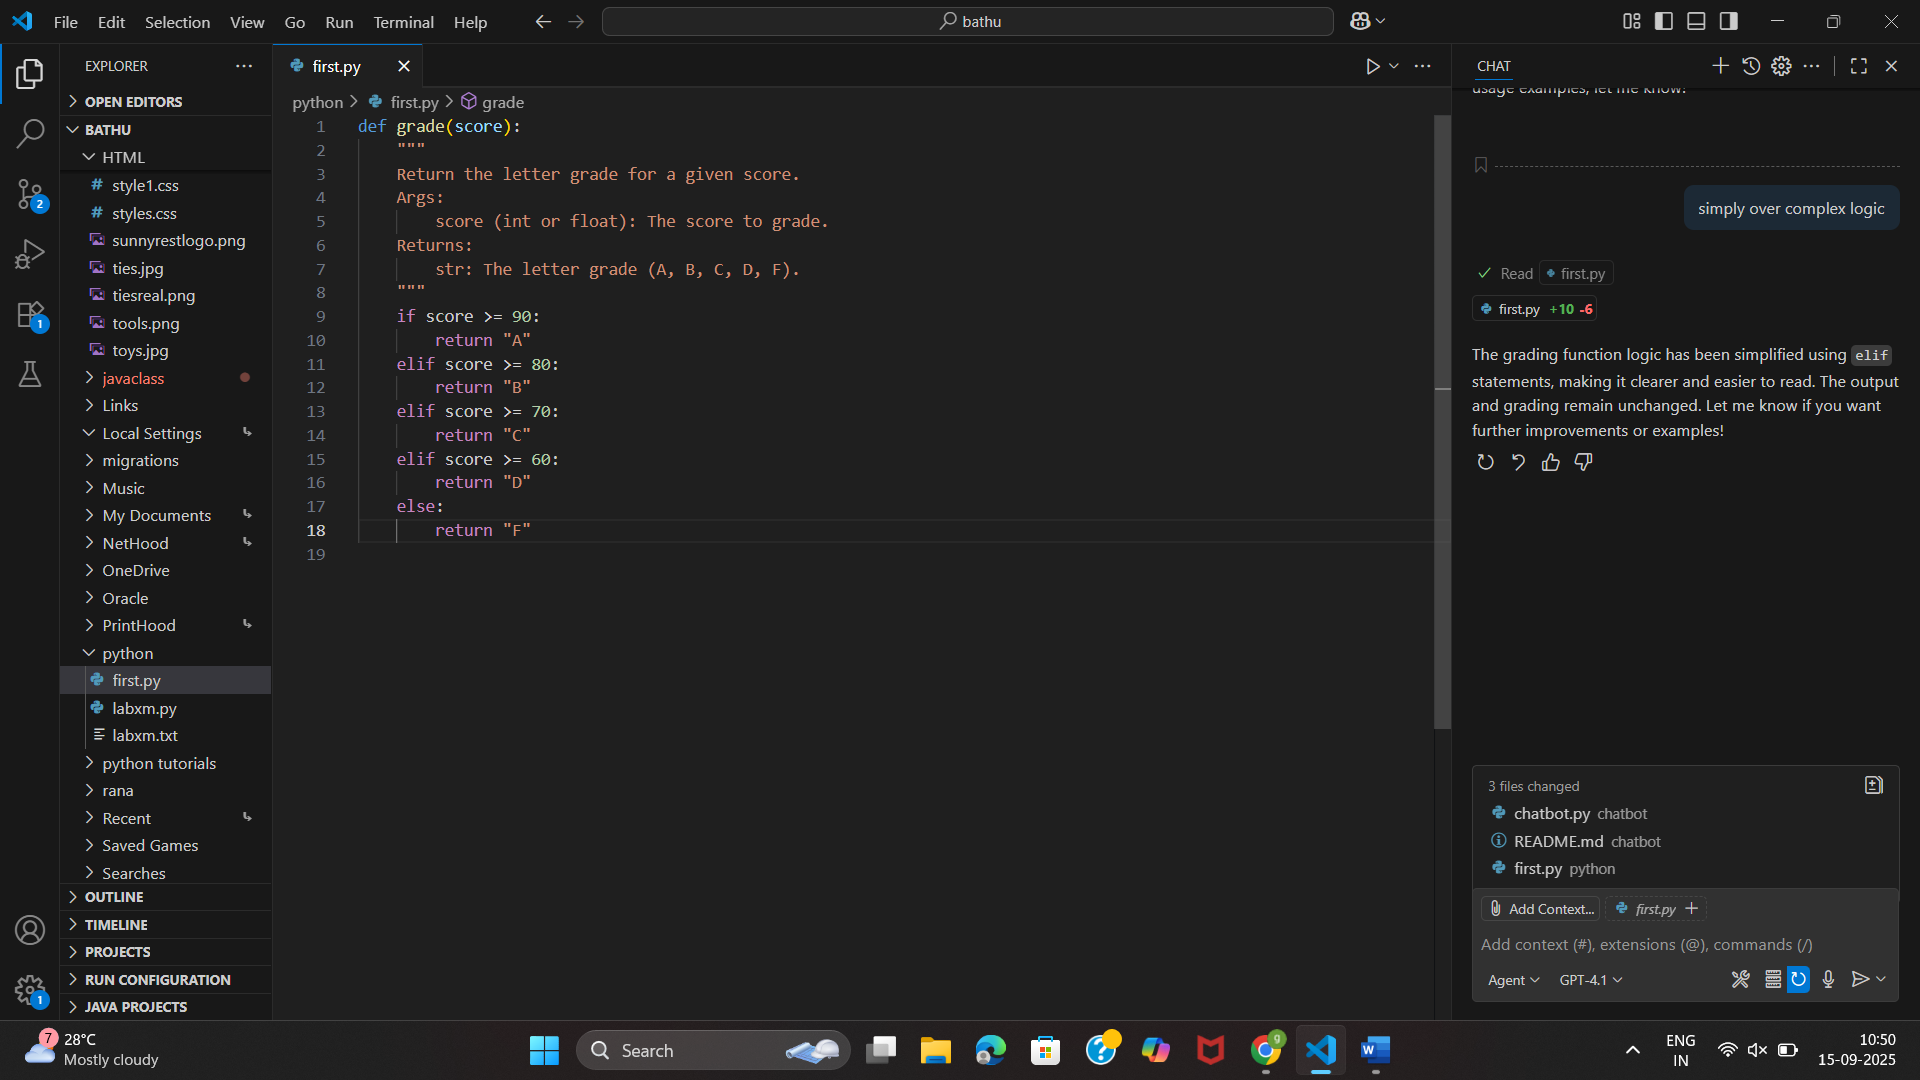 File Edit Selection View Go Run Terminal Help
bathu
EXPLORER
OPEN EDITORS
BATHU
HTML
style1.css
styles.css
sunnyrestlogo.png
ties.jpg
tiesreal.png
tools.png
toys.jpg
javaclass
Links
Local Settings
migrations
Music
My Documents
NetHood
OneDrive
Oracle
PrintHood
python
first.py
labxm.py
labxm.txt
python tutorials
rana
Recent
Saved Games
Searches
OUTLINE
TIMELINE
PROJECTS
RUN CONFIGURATION
JAVA PROJECTS
2
1
1
first.py
python > first.py > grade
1 def grade(score):
2 """
3 Return the letter grade for a given score.
4 Args:
5 score (int or float): The score to grade.
6 Returns:
7 str: The letter grade (A, B, C, D, F).
8 """
9 if score >= 90:
10 return "A"
11 elif score >= 80:
12 return "B"
13 elif score >= 70:
14 return "C"
15 elif score >= 60:
16 return "D"
17 else:
18 return "F"
19
CHAT
usage examples, let me know!
simply over complex logic
Read first.py
first.py +10 -6
The grading function logic has been simplified using elif
statements, making it clearer and easier to read. The output
and grading remain unchanged. Let me know if you want
further improvements or examples!
3 files changed
chatbot.py chatbot
README.md chatbot
first.py python
Add Context... first.py +
Add context (#), extensions (@), commands (/)
Agent GPT-4.1
7
28°C
Mostly cloudy
Search
9
ENG
IN
10:50
15-09-2025